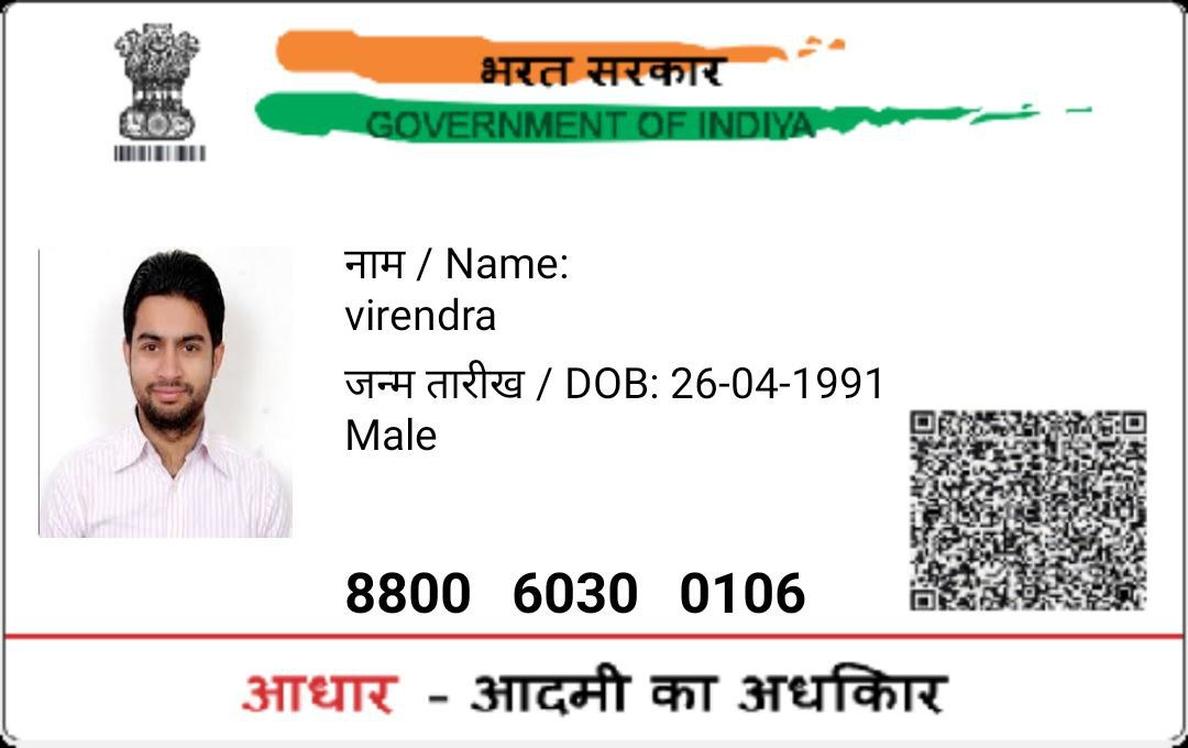 भरत सरकार
GOVERNMENT OF INDIYA
नाम / Name:
virendra
जन्म तारीख / DOB: 26-04-1991
Male
8800 6030 0106
आधार - आदमी का अधकिार